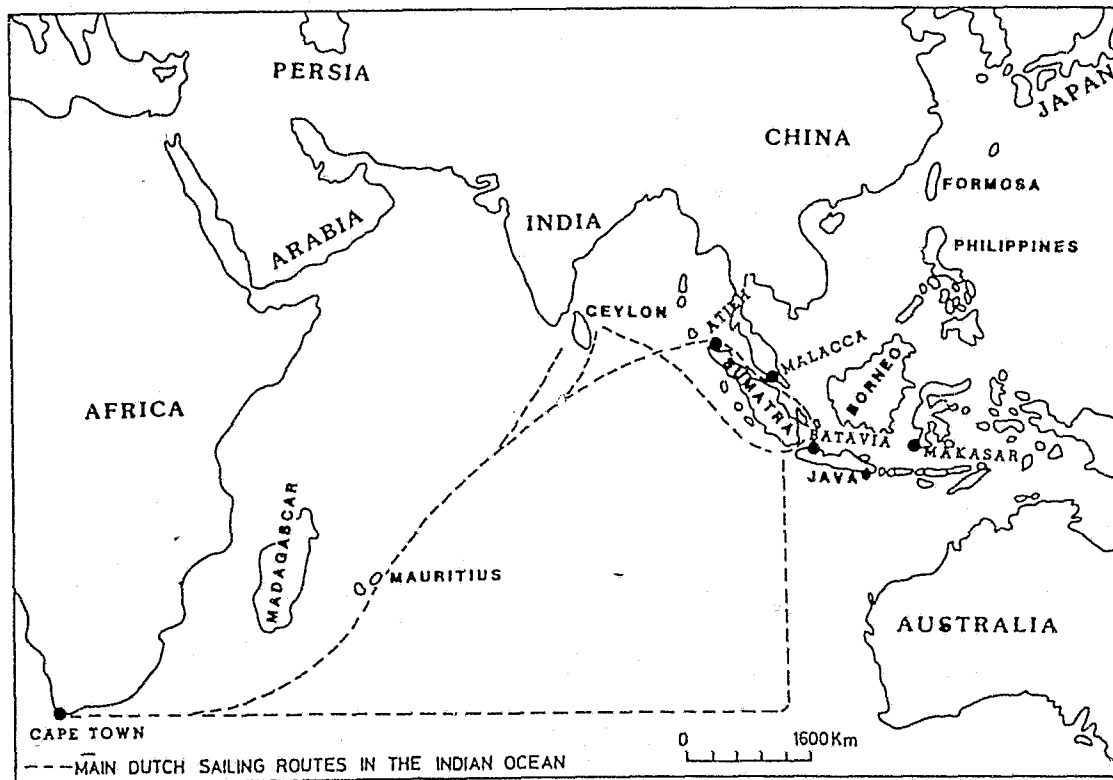 PERSIA
JAPAN
CHINA
FORMOSA
INDIA
ARABIA
PHILIPPINES
CEYLON
ATJEH
MALACCA
AFRICA
SUMATRA
BORNEO
BATAVIA
MAKASAR
JAVA
MADAGASCAR
MAURITIUS
AUSTRALIA
CAPE TOWN
0 1600Km
MAIN DUTCH SAILING ROUTES IN THE INDIAN OCEAN